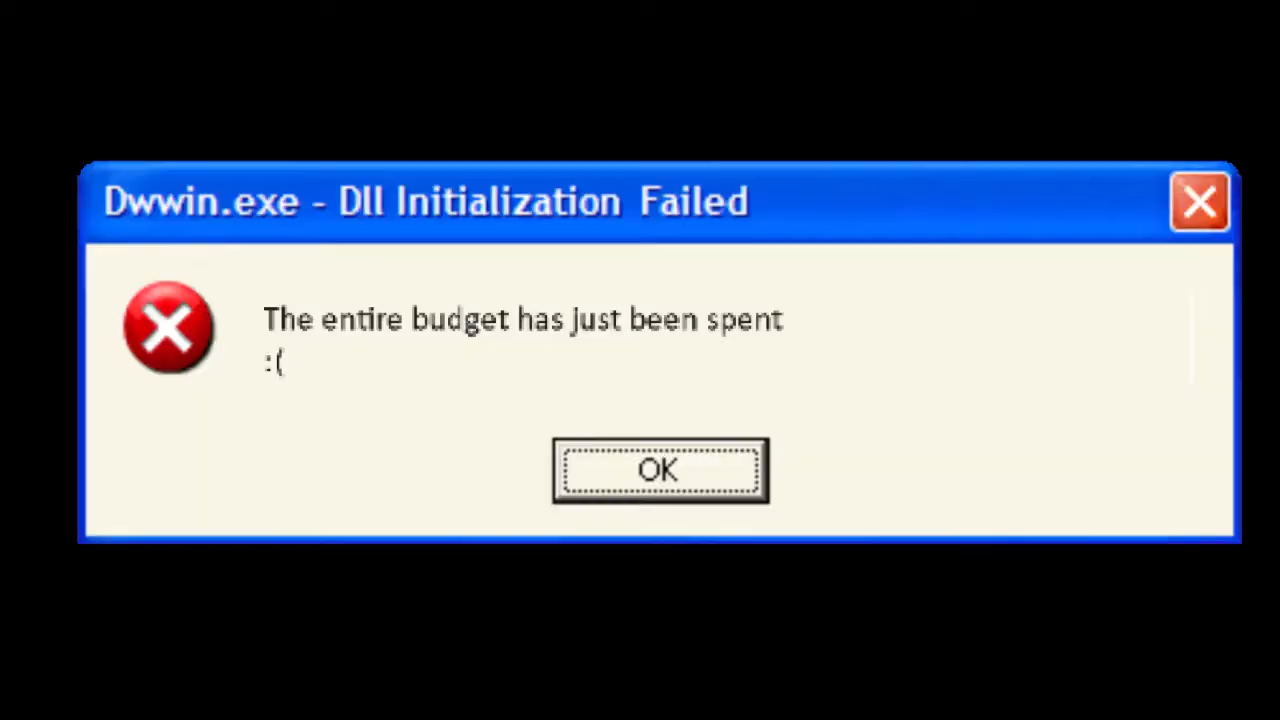 Dwwin.exe - Dll Initialization Failed
The entire budget has just been spent
:(
OK